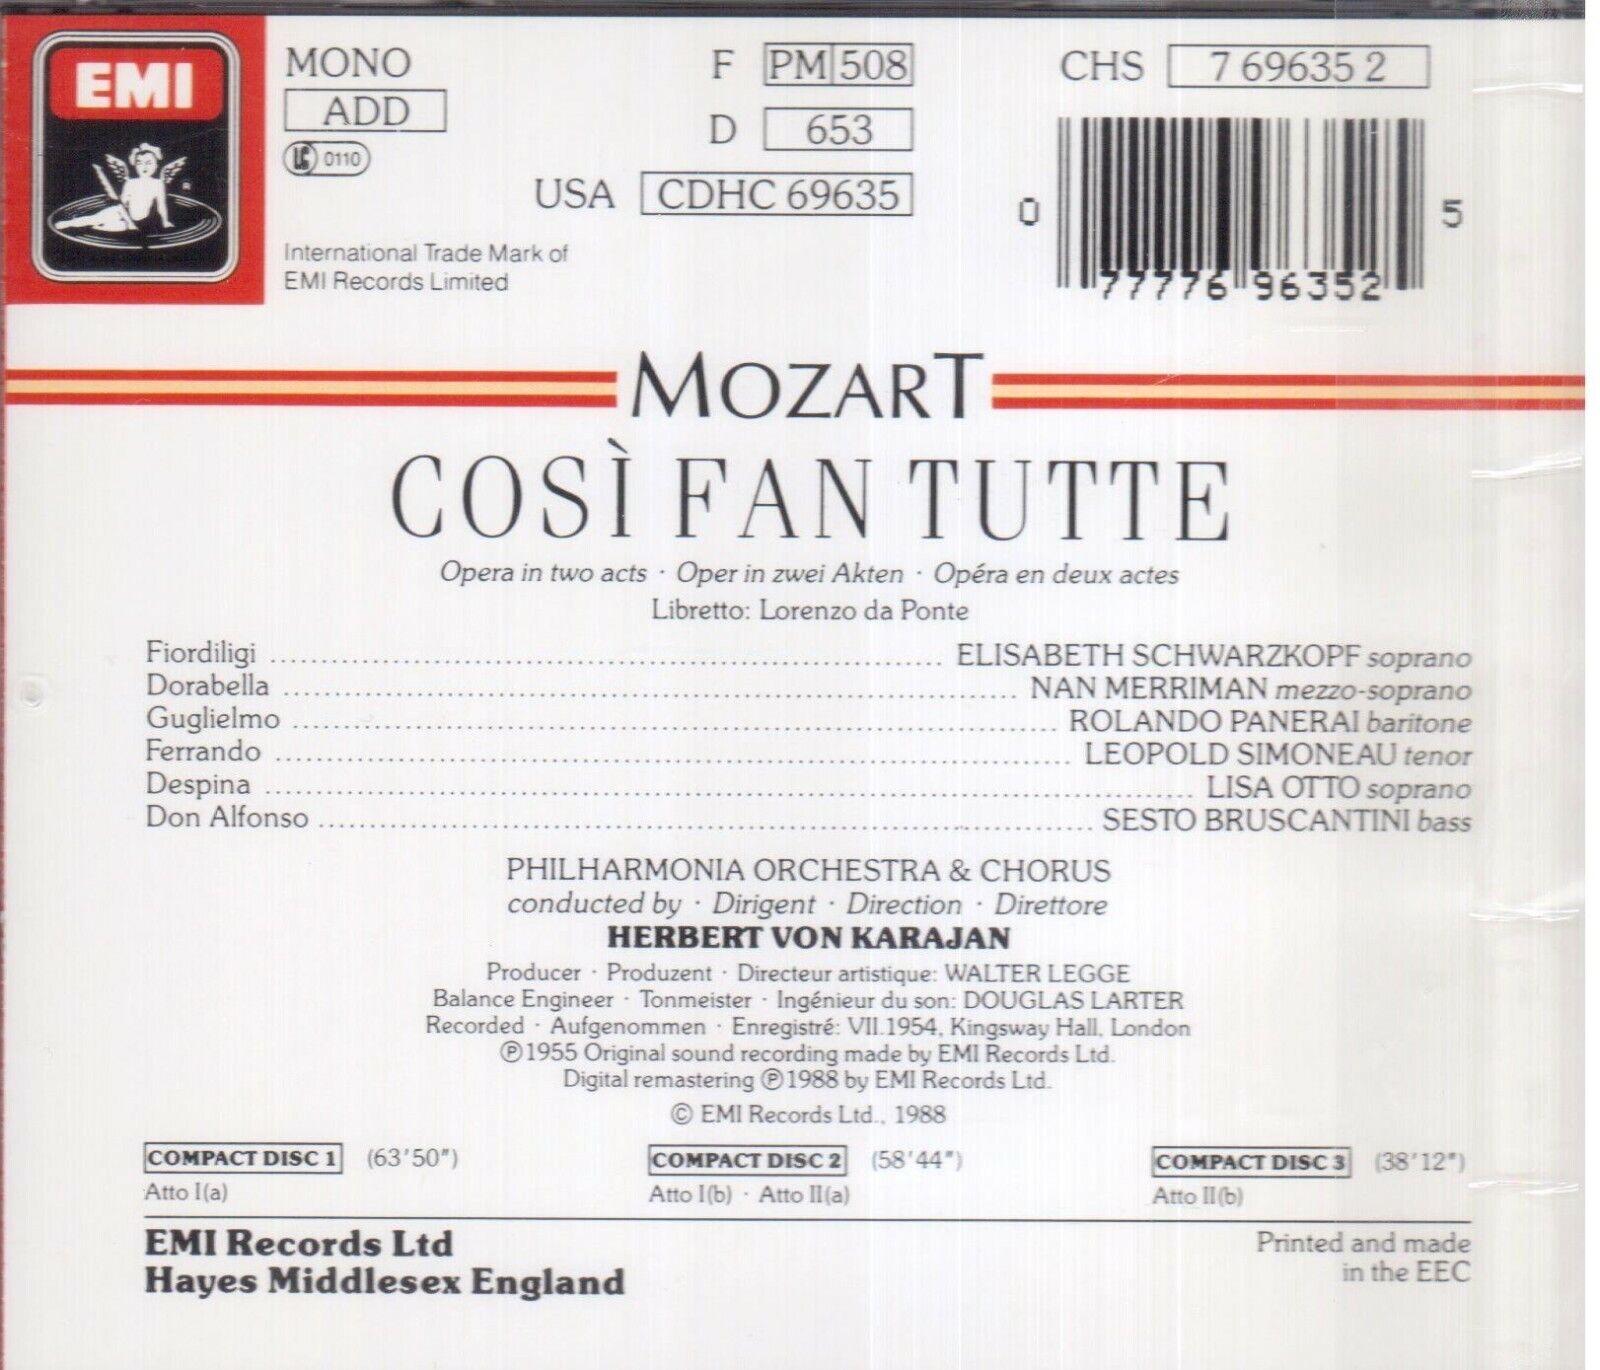 EMI
R
MONO
ADD
LC 0110
International Trade Mark of
EMI Records Limited
F PM 508
D 653
USA CDHC 69635
CHS 7 69635 2
0 77776 96352 5
MOZART
COSÌ FAN TUTTE
Opera in two acts · Oper in zwei Akten · Opéra en deux actes
Libretto: Lorenzo da Ponte
Fiordiligi ........ ELISABETH SCHWARZKOPF soprano
Dorabella ........ NAN MERRIMAN mezzo-soprano
Guglielmo ........ ROLANDO PANERAI baritone
Ferrando ........ LEOPOLD SIMONEAU tenor
Despina ........ LISA OTTO soprano
Don Alfonso ........ SESTO BRUSCANTINI bass
PHILHARMONIA ORCHESTRA & CHORUS
conducted by · Dirigent · Direction · Direttore
HERBERT VON KARAJAN
Producer · Produzent · Directeur artistique: WALTER LEGGE
Balance Engineer · Tonmeister · Ingénieur du son: DOUGLAS LARTER
Recorded · Aufgenommen · Enregistré: VII.1954, Kingsway Hall, London
℗1955 Original sound recording made by EMI Records Ltd.
Digital remastering ℗1988 by EMI Records Ltd.
© EMI Records Ltd., 1988
COMPACT DISC 1 (63'50")
Atto I(a)
COMPACT DISC 2 (58'44")
Atto I(b) · Atto II(a)
COMPACT DISC 3 (38'12")
Atto II(b)
EMI Records Ltd
Hayes Middlesex England
Printed and made
in the EEC